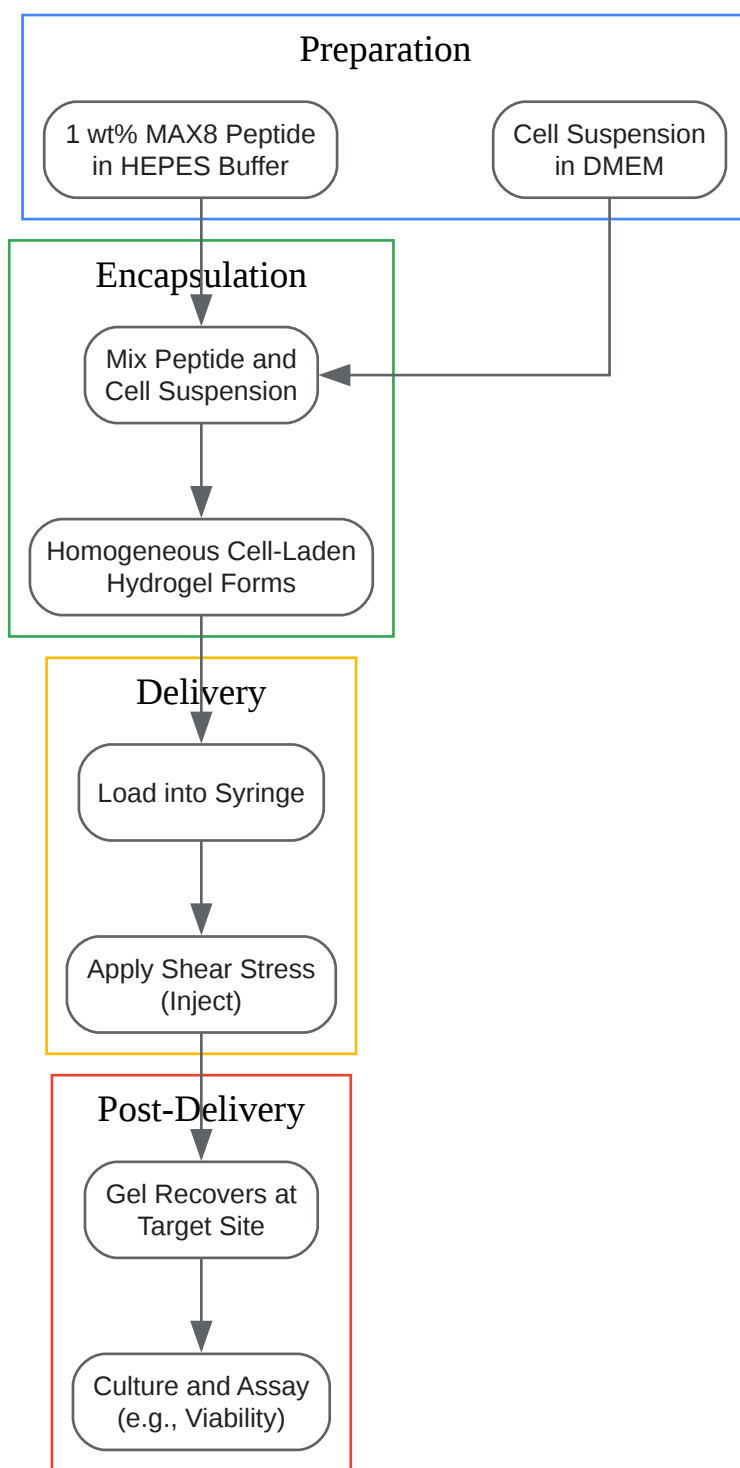 Preparation
1 wt% MAX8 Peptide
in HEPES Buffer
Cell Suspension
in DMEM
Encapsulation
Mix Peptide and
Cell Suspension
Homogeneous Cell-Laden
Hydrogel Forms
Delivery
Load into Syringe
Apply Shear Stress
(Inject)
Post-Delivery
Gel Recovers at
Target Site
Culture and Assay
(e.g., Viability)